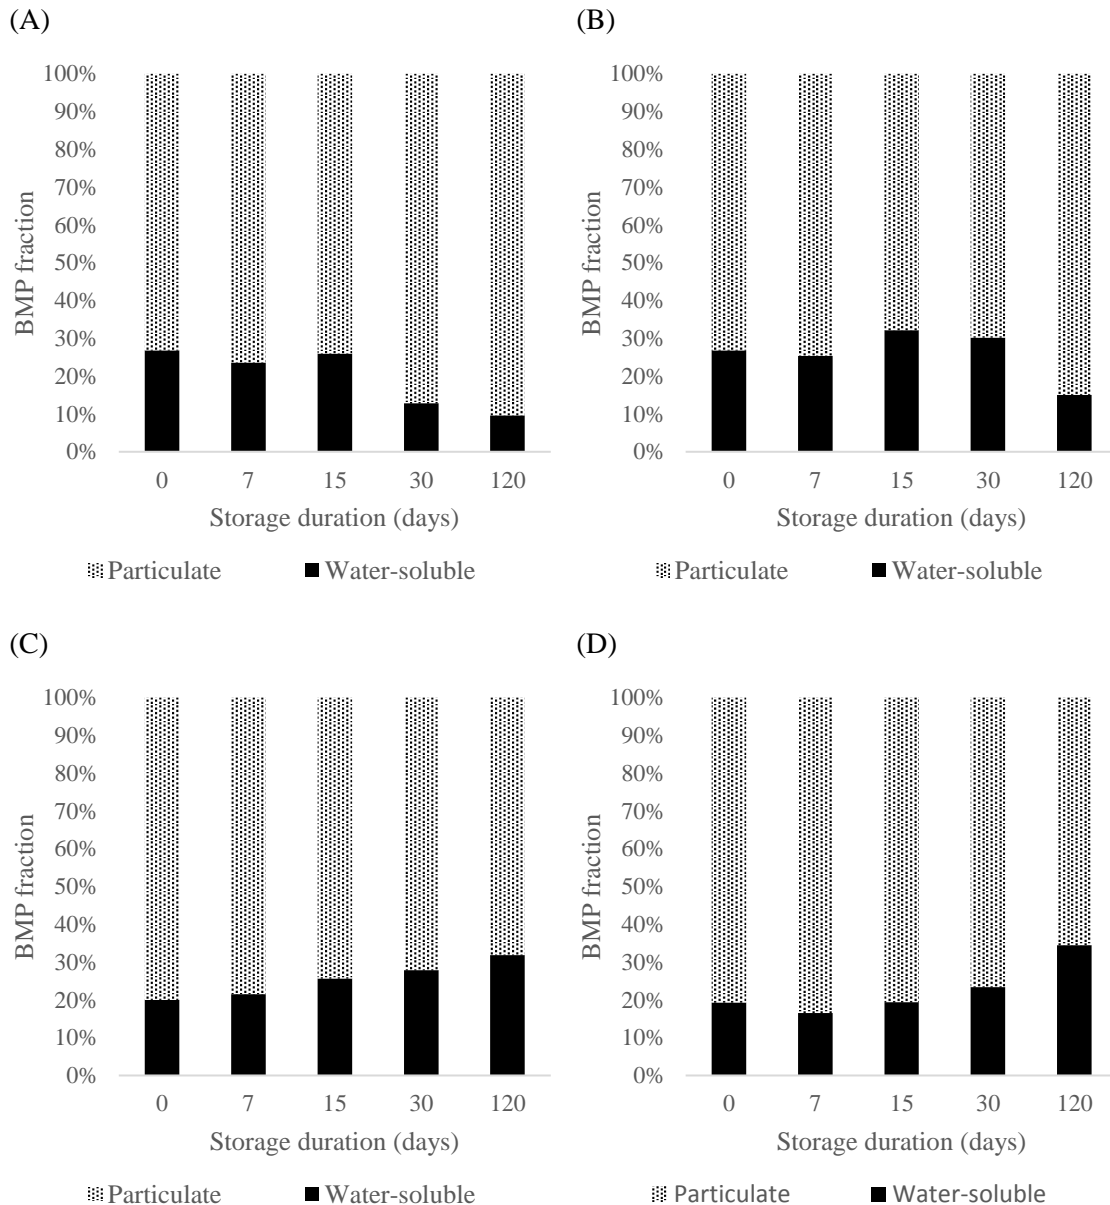 (A)
100%
90%
80%
70%
60%
50%
40%
30%
20%
10%
0%
BMP fraction
0 7 15 30 120
Storage duration (days)
Particulate Water-soluble
(B)
100%
90%
80%
70%
60%
50%
40%
30%
20%
10%
0%
BMP fraction
0 7 15 30 120
Storage duration (days)
Particulate Water-soluble
(C)
100%
90%
80%
70%
60%
50%
40%
30%
20%
10%
0%
BMP fraction
0 7 15 30 120
Storage duration (days)
Particulate Water-soluble
(D)
100%
90%
80%
70%
60%
50%
40%
30%
20%
10%
0%
BMP fraction
0 7 15 30 120
Storage duration (days)
Particulate Water-soluble